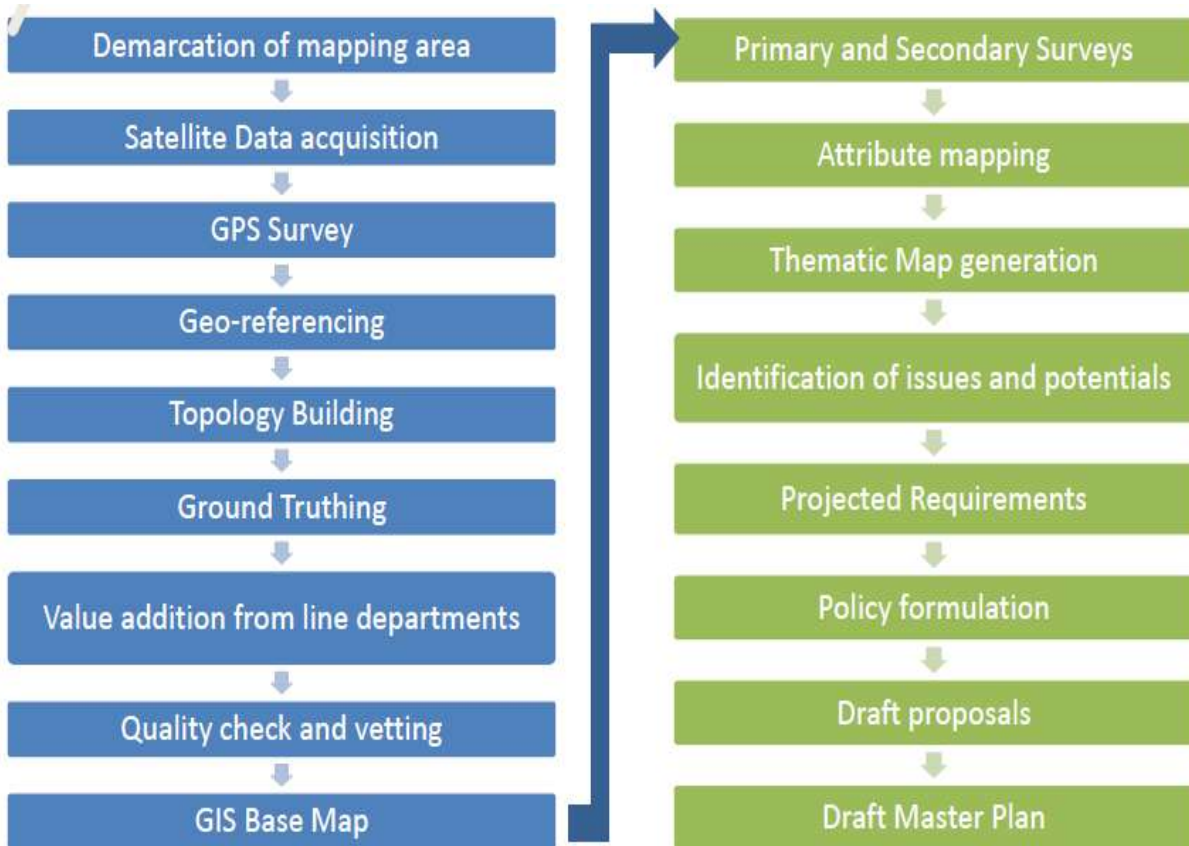 Demarcation of mapping area
Satellite Data acquisition
GPS Survey
Geo-referencing
Topology Building
Ground Truthing
Value addition from line departments
Quality check and vetting
GIS Base Map
Primary and Secondary Surveys
Attribute mapping
Thematic Map generation
Identification of issues and potentials
Projected Requirements
Policy formulation
Draft proposals
Draft Master Plan